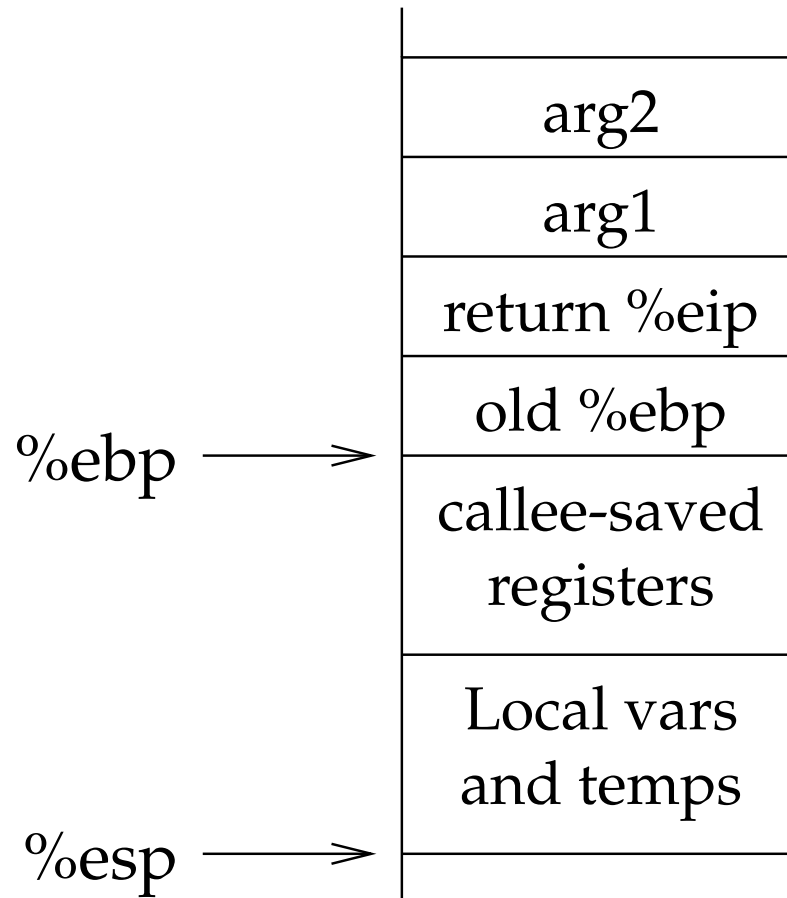 arg2
arg1
return %eip
old %ebp
%ebp
callee-saved
registers
Local vars
and temps
%esp